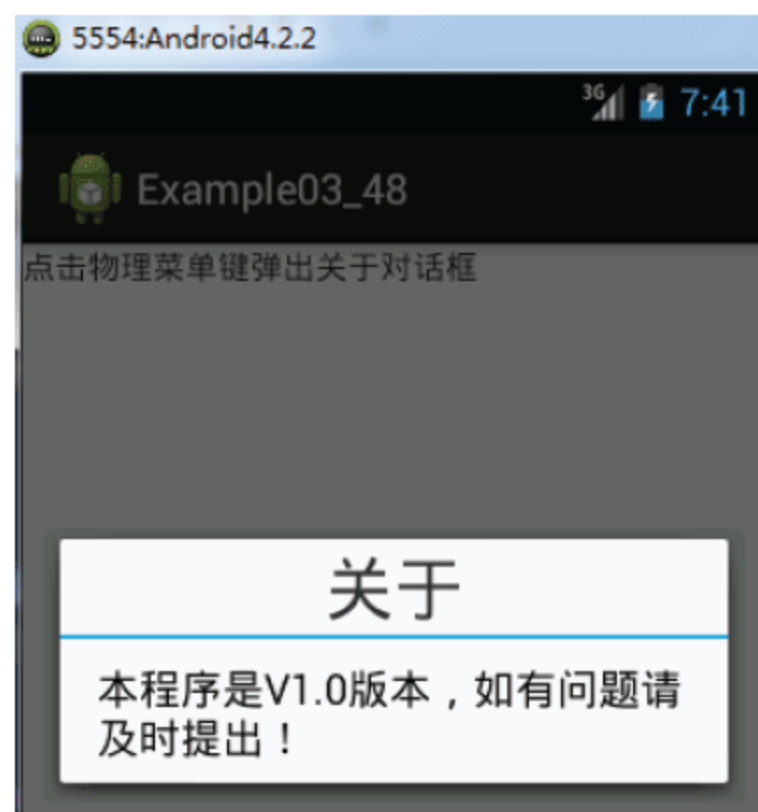 5554:Android4.2.2
3G 7:41
Example03_48
点击物理菜单键弹出关于对话框
关于
本程序是V1.0版本，如有问题请
及时提出！